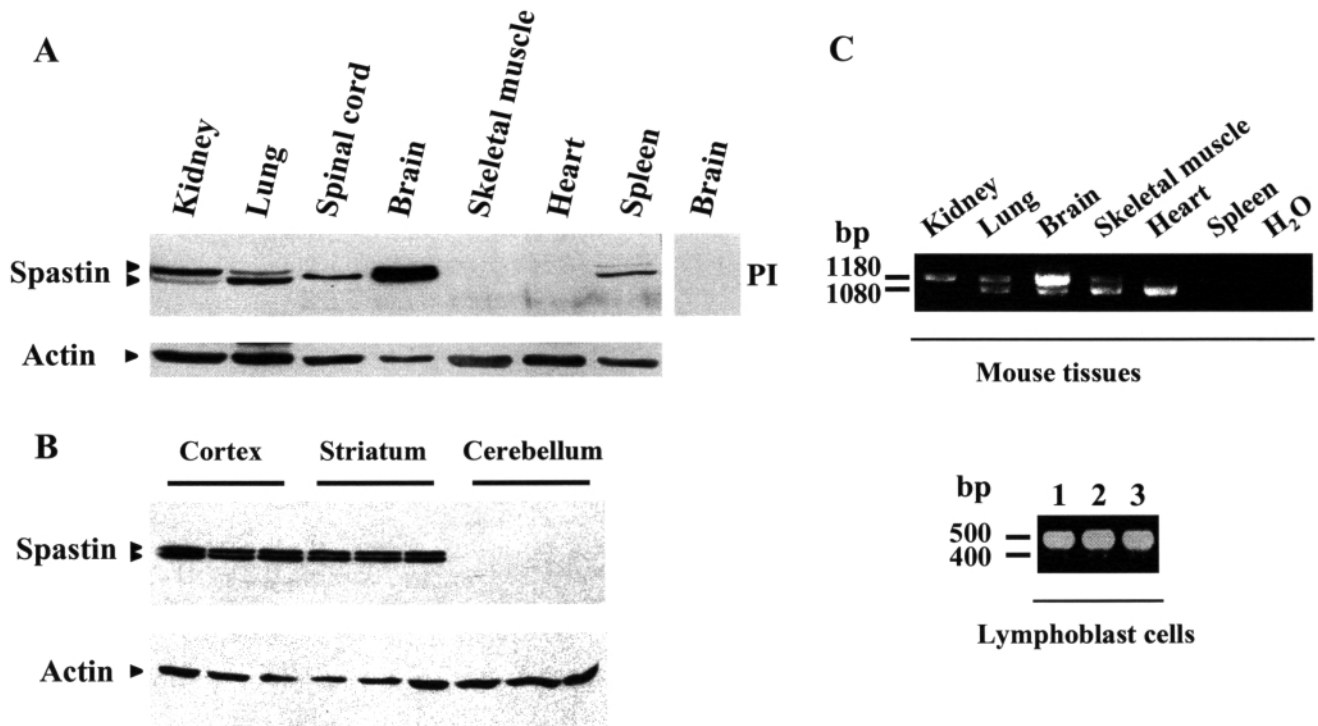 A
Kidney
Lung
Spinal cord
Brain
Skeletal muscle
Heart
Spleen
Brain
Spastin
PI
Actin
B
Cortex Striatum Cerebellum
Spastin
Actin
C
Kidney
Lung
Brain
Skeletal muscle
Heart
Spleen
H₂O
bp
1180
1080
Mouse tissues
bp 1 2 3
500
400
Lymphoblast cells